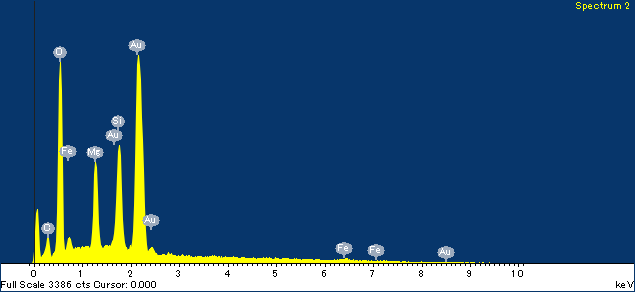 Spectrum 2
Au
O
Si
Au
Fe
Mg
Au
C
Fe
Fe
Au
0 1 2 3 4 5 6 7 8 9 10
Full Scale 3386 cts Cursor: 0.000 keV